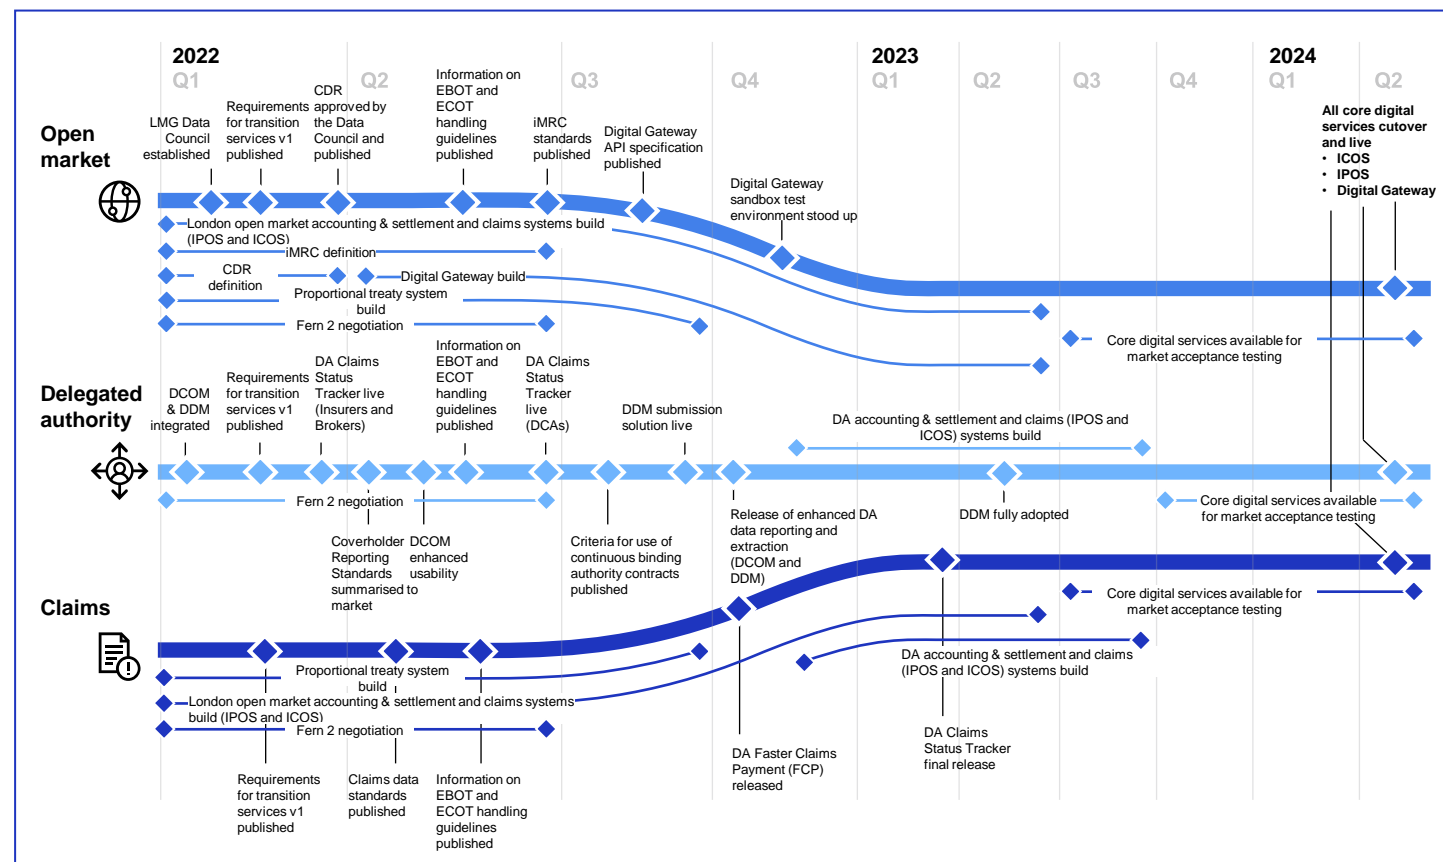 2022
2023
2024
Q1
Q2
Q3
Q4
Q1
Q2
Q3
Q4
Q1
Q2
Open
market
LMG Data
Council
established
Requirements
for transition
services v1
published
CDR
approved by
the Data
Council and
published
Information on
EBOT and
ECOT
handling
guidelines
published
iMRC
standards
published
Digital Gateway
API specification
published
Digital Gateway
sandbox test
environment stood up
All core digital
services cutover
and live
• ICOS
• IPOS
• Digital Gateway
London open market accounting & settlement and claims systems build
(IPOS and ICOS)
iMRC definition
CDR
definition
Digital Gateway build
Proportional treaty system
build
Fern 2 negotiation
Core digital services available for
market acceptance testing
Delegated
authority
DCOM
& DDM
integrated
Requirements
for transition
services v1
published
DA Claims
Status
Tracker live
(Insurers and
Brokers)
Information on
EBOT and
ECOT
handling
guidelines
published
DA Claims
Status
Tracker
live
(DCAs)
DDM submission
solution live
DA accounting & settlement and claims (IPOS and
ICOS) systems build
Fern 2 negotiation
Coverholder
Reporting
Standards
summarised to
market
DCOM
enhanced
usability
Criteria for use of
continuous binding
authority contracts
published
Release of enhanced DA
data reporting and
extraction
(DCOM and
DDM)
DDM fully adopted
Core digital services available
for market acceptance testing
Claims
Core digital services available for
market acceptance testing
Proportional treaty system
build
London open market accounting & settlement and claims systems
build (IPOS and ICOS)
Fern 2 negotiation
DA accounting & settlement and claims
(IPOS and ICOS) systems build
Requirements
for transition
services v1
published
Claims data
standards
published
Information on
EBOT and
ECOT handling
guidelines
published
DA Faster Claims
Payment (FCP)
released
DA Claims
Status Tracker
final release